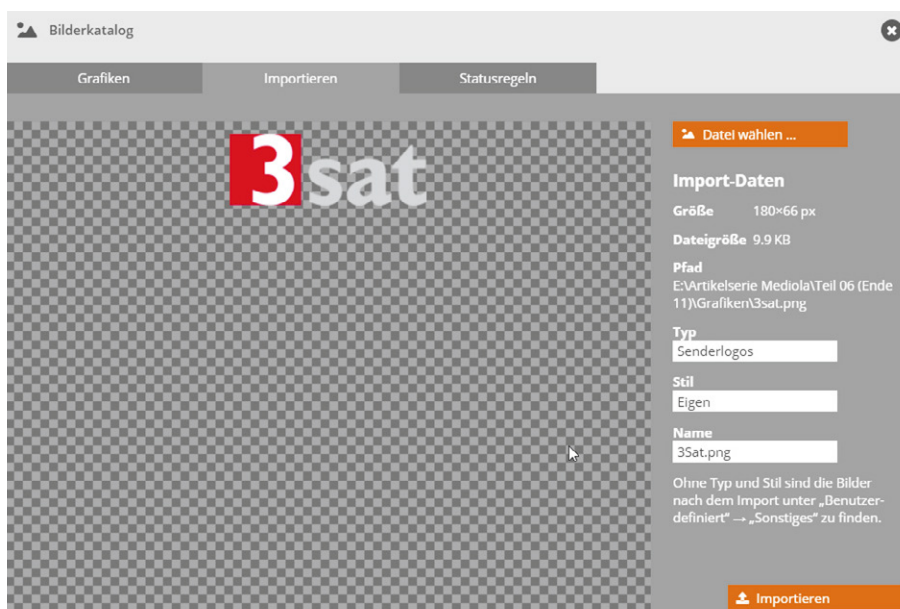 Bilderkatalog
Grafiken
Importieren
Statusregeln
3sat
Datei wählen ...
Import-Daten
Größe 180×66 px
Dateigröße 9.9 KB
Pfad
E:\Artikelserie Mediola\Teil 06 (Ende
11)\Grafiken\3sat.png
Typ
Senderlogos
Stil
Eigen
Name
3Sat.png
Ohne Typ und Stil sind die Bilder
nach dem Import unter „Benutzer-
definiert“ → „Sonstiges“ zu finden.
Importieren